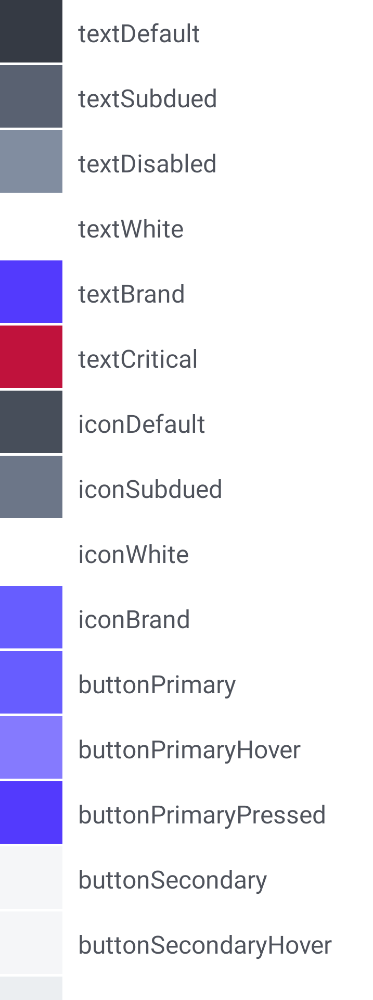 textDefault
textSubdued
textDisabled
textWhite
textBrand
textCritical
iconDefault
iconSubdued
iconWhite
iconBrand
buttonPrimary
buttonPrimaryHover
buttonPrimaryPressed
buttonSecondary
buttonSecondaryHover